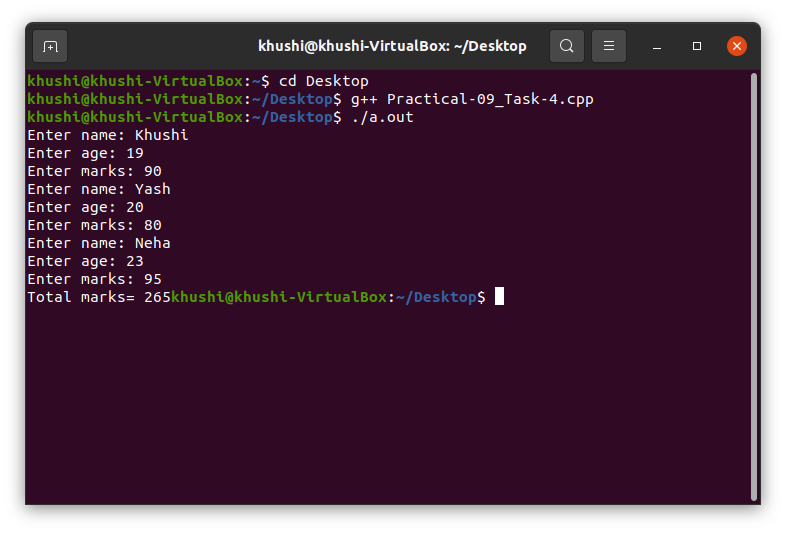 khushi@khushi-VirtualBox: ~/Desktop
khushi@khushi-VirtualBox:~$ cd Desktop
khushi@khushi-VirtualBox:~/Desktop$ g++ Practical-09_Task-4.cpp
khushi@khushi-VirtualBox:~/Desktop$ ./a.out
Enter name: Khushi
Enter age: 19
Enter marks: 90
Enter name: Yash
Enter age: 20
Enter marks: 80
Enter name: Neha
Enter age: 23
Enter marks: 95
Total marks= 265khushi@khushi-VirtualBox:~/Desktop$